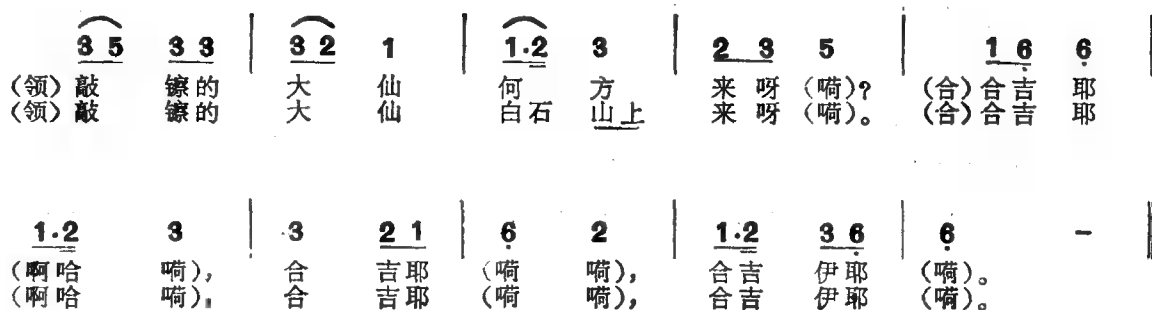 3 5 3 3 | 3 2 1 | 1·2 3 | 2 3 5 | 1 6̣ 6̣ |
(领)敲 镲的 大 仙 何 方 来 呀 (嗬)? (合)合吉 耶
(领)敲 镲的 大 仙 白石 山上 来 呀 (嗬)。 (合)合吉 耶
1·2 3 | 3 2 1 | 6̣ 2 | 1·2 3 6̣ | 6̣ - ‖
(啊哈 嗬), 合 吉耶 (嗬 嗬), 合吉 伊耶 (嗬)。
(啊哈 嗬), 合 吉耶 (嗬 嗬), 合吉 伊耶 (嗬)。